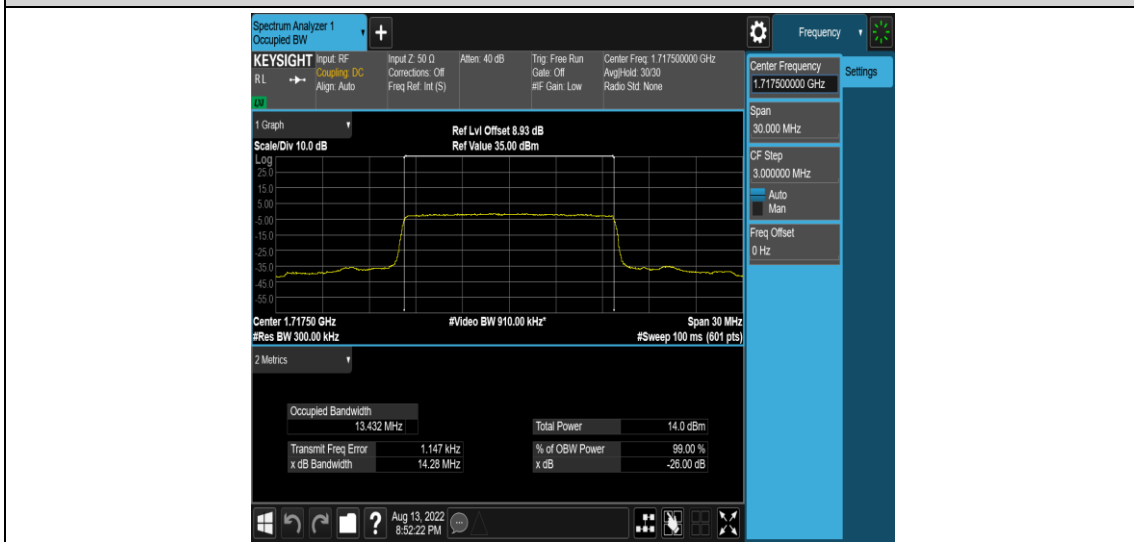 Spectrum Analyzer 1
Occupied BW
+
Frequency
KEYSIGHT
RL
Input: RF
Coupling: DC
Align: Auto
Input Z: 50 Ω
Corrections: Off
Freq Ref: Int (S)
Atten: 40 dB
Trig: Free Run
Gate: Off
#IF Gain: Low
Center Freq: 1.717500000 GHz
Avg|Hold: 30/30
Radio Std: None
Center Frequency
1.717500000 GHz
Settings
Span
30.000 MHz
CF Step
3.000000 MHz
Auto
Man
Freq Offset
0 Hz
1 Graph
Scale/Div 10.0 dB
Ref Lvl Offset 8.93 dB
Ref Value 35.00 dBm
Log
25.0
15.0
5.00
-5.00
-15.0
-25.0
-35.0
-45.0
-55.0
Center 1.71750 GHz
#Video BW 910.00 kHz*
Span 30 MHz
#Res BW 300.00 kHz
#Sweep 100 ms (601 pts)
2 Metrics
Occupied Bandwidth
13.432 MHz
Total Power 14.0 dBm
Transmit Freq Error 1.147 kHz
% of OBW Power 99.00 %
x dB Bandwidth 14.28 MHz
x dB -26.00 dB
?
Aug 13, 2022
8:52:22 PM